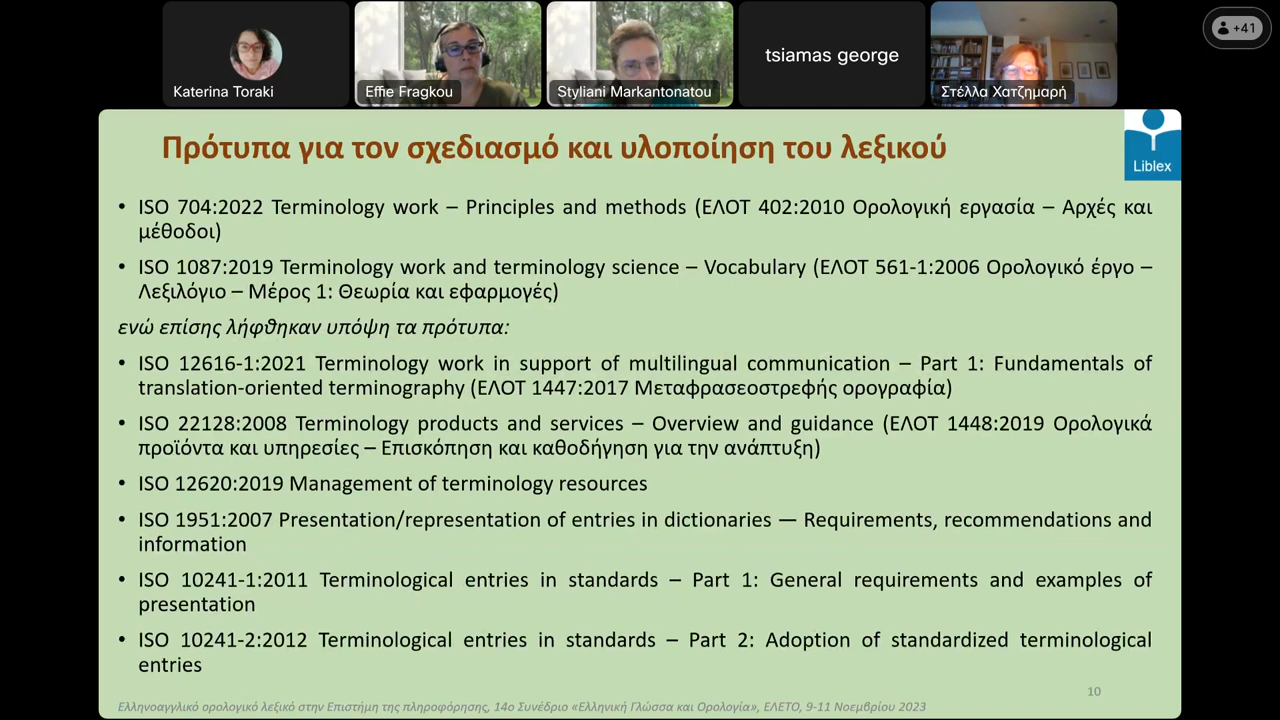 +41
tsiamas george
Katerina Toraki
Effie Fragkou
Styliani Markantonatou
Στέλλα Χατζημαρή
Πρότυπα για τον σχεδιασμό και υλοποίηση του λεξικού
Liblex
• ISO 704:2022 Terminology work – Principles and methods (ΕΛΟΤ 402:2010 Ορολογική εργασία – Αρχές και
μέθοδοι)
• ISO 1087:2019 Terminology work and terminology science – Vocabulary (ΕΛΟΤ 561-1:2006 Ορολογικό έργο –
Λεξιλόγιο – Μέρος 1: Θεωρία και εφαρμογές)
ενώ επίσης λήφθηκαν υπόψη τα πρότυπα:
• ISO 12616-1:2021 Terminology work in support of multilingual communication – Part 1: Fundamentals of
translation-oriented terminography (ΕΛΟΤ 1447:2017 Μεταφρασεοστρεφής ορογραφία)
• ISO 22128:2008 Terminology products and services – Overview and guidance (ΕΛΟΤ 1448:2019 Ορολογικά
προϊόντα και υπηρεσίες – Επισκόπηση και καθοδήγηση για την ανάπτυξη)
• ISO 12620:2019 Management of terminology resources
• ISO 1951:2007 Presentation/representation of entries in dictionaries — Requirements, recommendations and
information
• ISO 10241-1:2011 Terminological entries in standards – Part 1: General requirements and examples of
presentation
• ISO 10241-2:2012 Terminological entries in standards – Part 2: Adoption of standardized terminological
entries
10
Ελληνοαγγλικό ορολογικό λεξικό στην Επιστήμη της πληροφόρησης, 14ο Συνέδριο «Ελληνική Γλώσσα και Ορολογία», ΕΛΕΤΟ, 9-11 Νοεμβρίου 2023